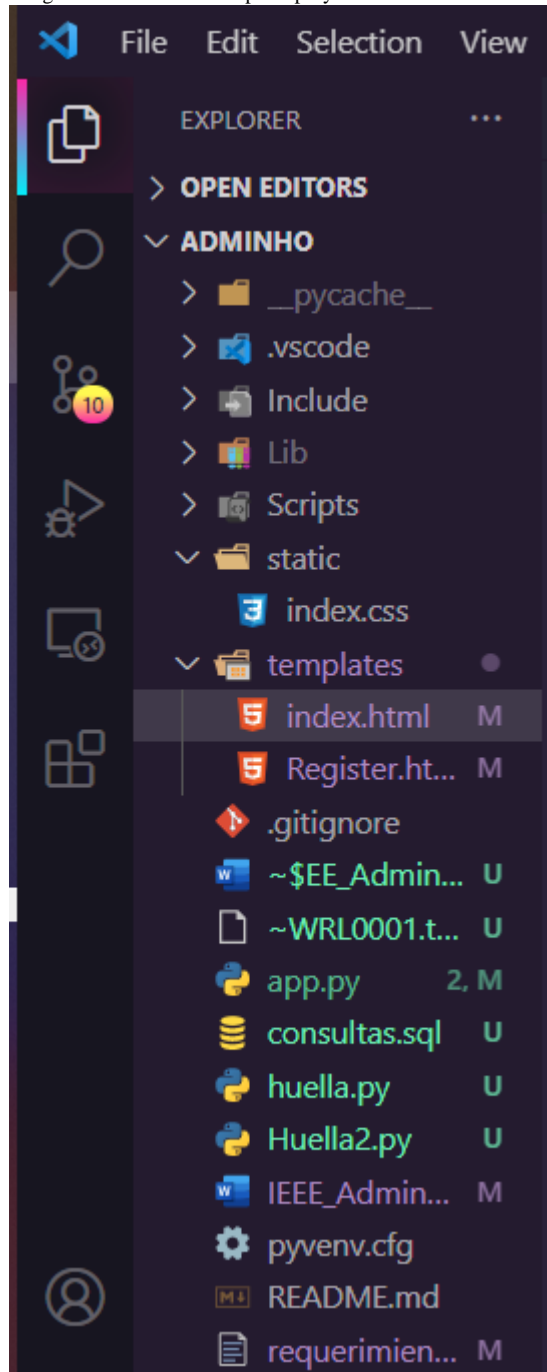 File Edit Selection View
EXPLORER ...
OPEN EDITORS
ADMINHO
__pycache__
.vscode
Include
Lib
Scripts
static
index.css
templates
index.html M
Register.ht... M
10
.gitignore
~$EE_Admin... U
~WRL0001.t... U
app.py 2, M
consultas.sql U
huella.py U
Huella2.py U
IEEE_Admin... M
pyvenv.cfg
README.md
requerimien... M